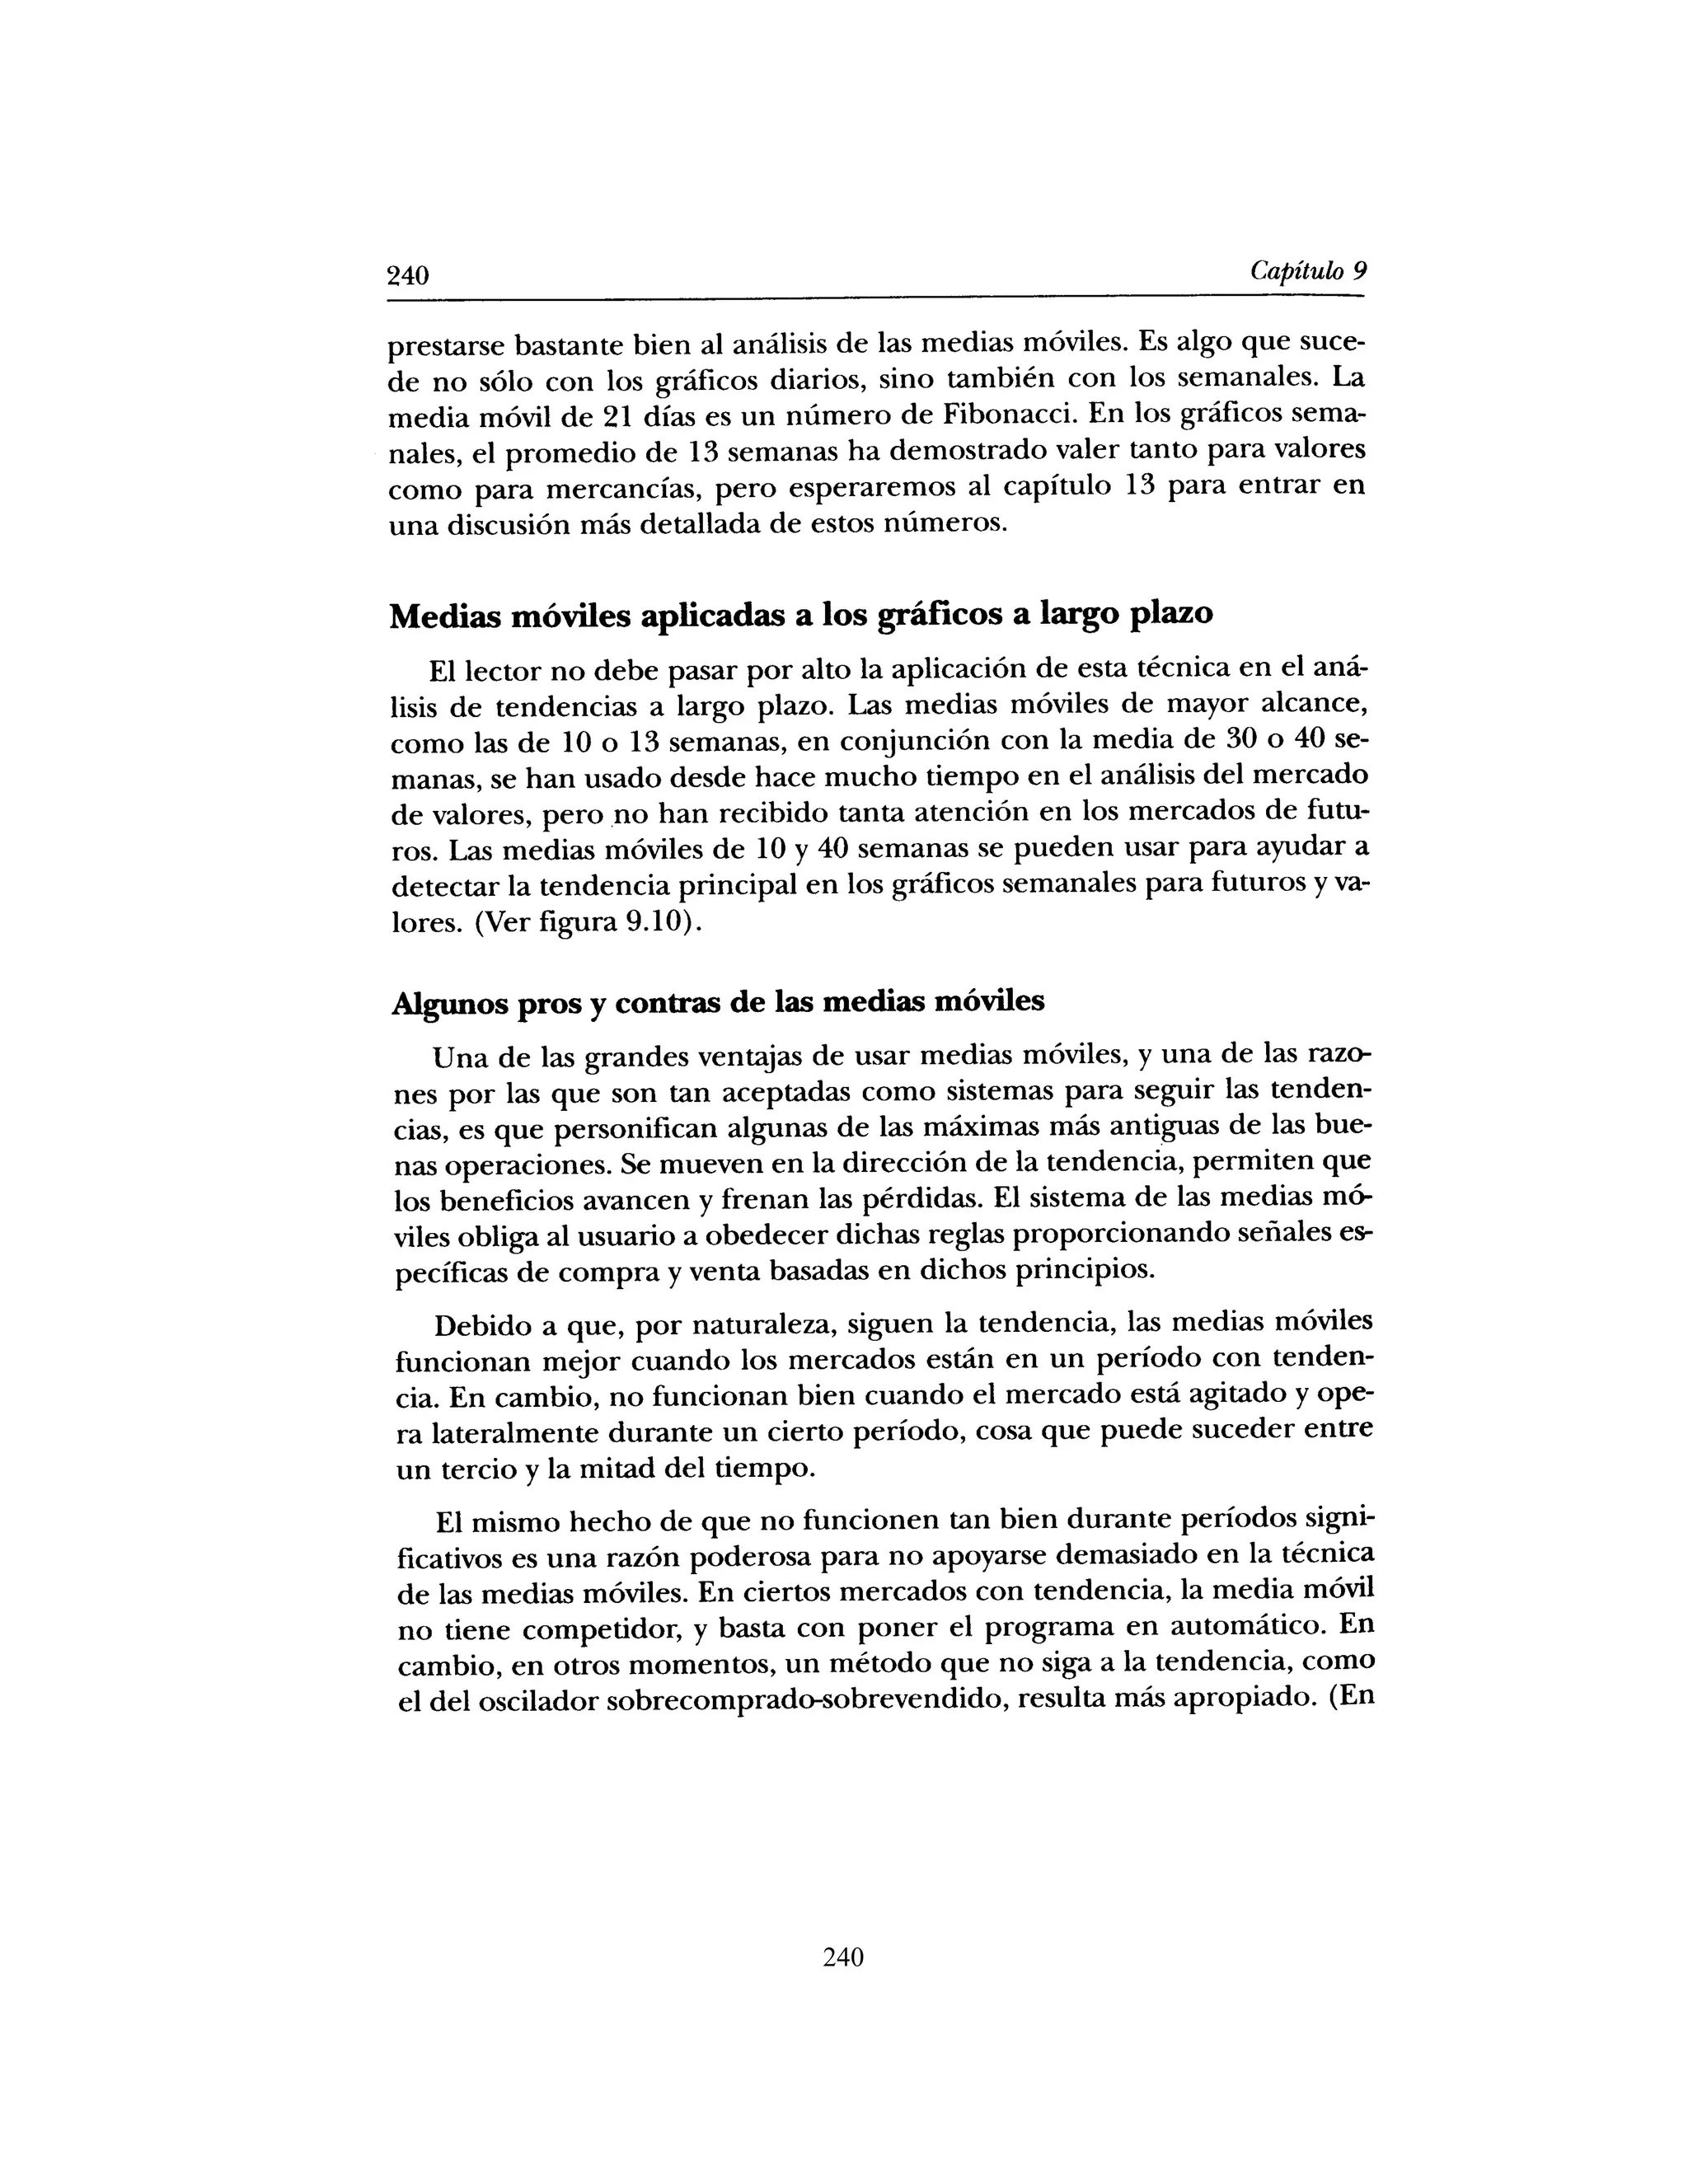 240
Capítulo 9
prestarse bastante bien al análisis de las medias móviles. Es algo que suce-
de no sólo con los gráficos diarios, sino también con los semanales. La
media móvil de 21 días es un número de Fibonacci. En los gráficos sema-
nales, el promedio de 13 semanas ha demostrado valer tanto para valores
como para mercancías, pero esperaremos al capítulo 13 para entrar en
una discusión más detallada de estos números.
Medias móviles aplicadas a los gráficos a largo plazo
El lector no debe pasar por alto la aplicación de esta técnica en el aná-
lisis de tendencias a largo plazo. Las medias móviles de mayor alcance,
como las de 10 o 13 semanas, en conjunción con la media de 30 o 40 se-
manas, se han usado desde hace mucho tiempo en el análisis del mercado
de valores, pero no han recibido tanta atención en los mercados de futu-
ros. Las medias móviles de 10 y 40 semanas se pueden usar para ayudar a
detectar la tendencia principal en los gráficos semanales para futuros y va-
lores. (Ver figura 9.10).
Algunos pros y contras de las medias móviles
Una de las grandes ventajas de usar medias móviles, y una de las razo-
nes por las que son tan aceptadas como sistemas para seguir las tenden-
cias, es que personifican algunas de las máximas más antiguas de las bue-
nas operaciones. Se mueven en la dirección de la tendencia, permiten que
los beneficios avancen y frenan las pérdidas. El sistema de las medias mó-
viles obliga al usuario a obedecer dichas reglas proporcionando señales es-
pecíficas de compra y venta basadas en dichos principios.
Debido a que, por naturaleza, siguen la tendencia, las medias móviles
funcionan mejor cuando los mercados están en un período con tenden-
cia. En cambio, no funcionan bien cuando el mercado está agitado y ope-
ra lateralmente durante un cierto período, cosa que puede suceder entre
un tercio y la mitad del tiempo.
El mismo hecho de que no funcionen tan bien durante períodos signi-
ficativos es una razón poderosa para no apoyarse demasiado en la técnica
de las medias móviles. En ciertos mercados con tendencia, la media móvil
no tiene competidor, y basta con poner el programa en automático. En
cambio, en otros momentos, un método que no siga a la tendencia, como
el del oscilador sobrecomprado-sobrevendido, resulta más apropiado. (En
240